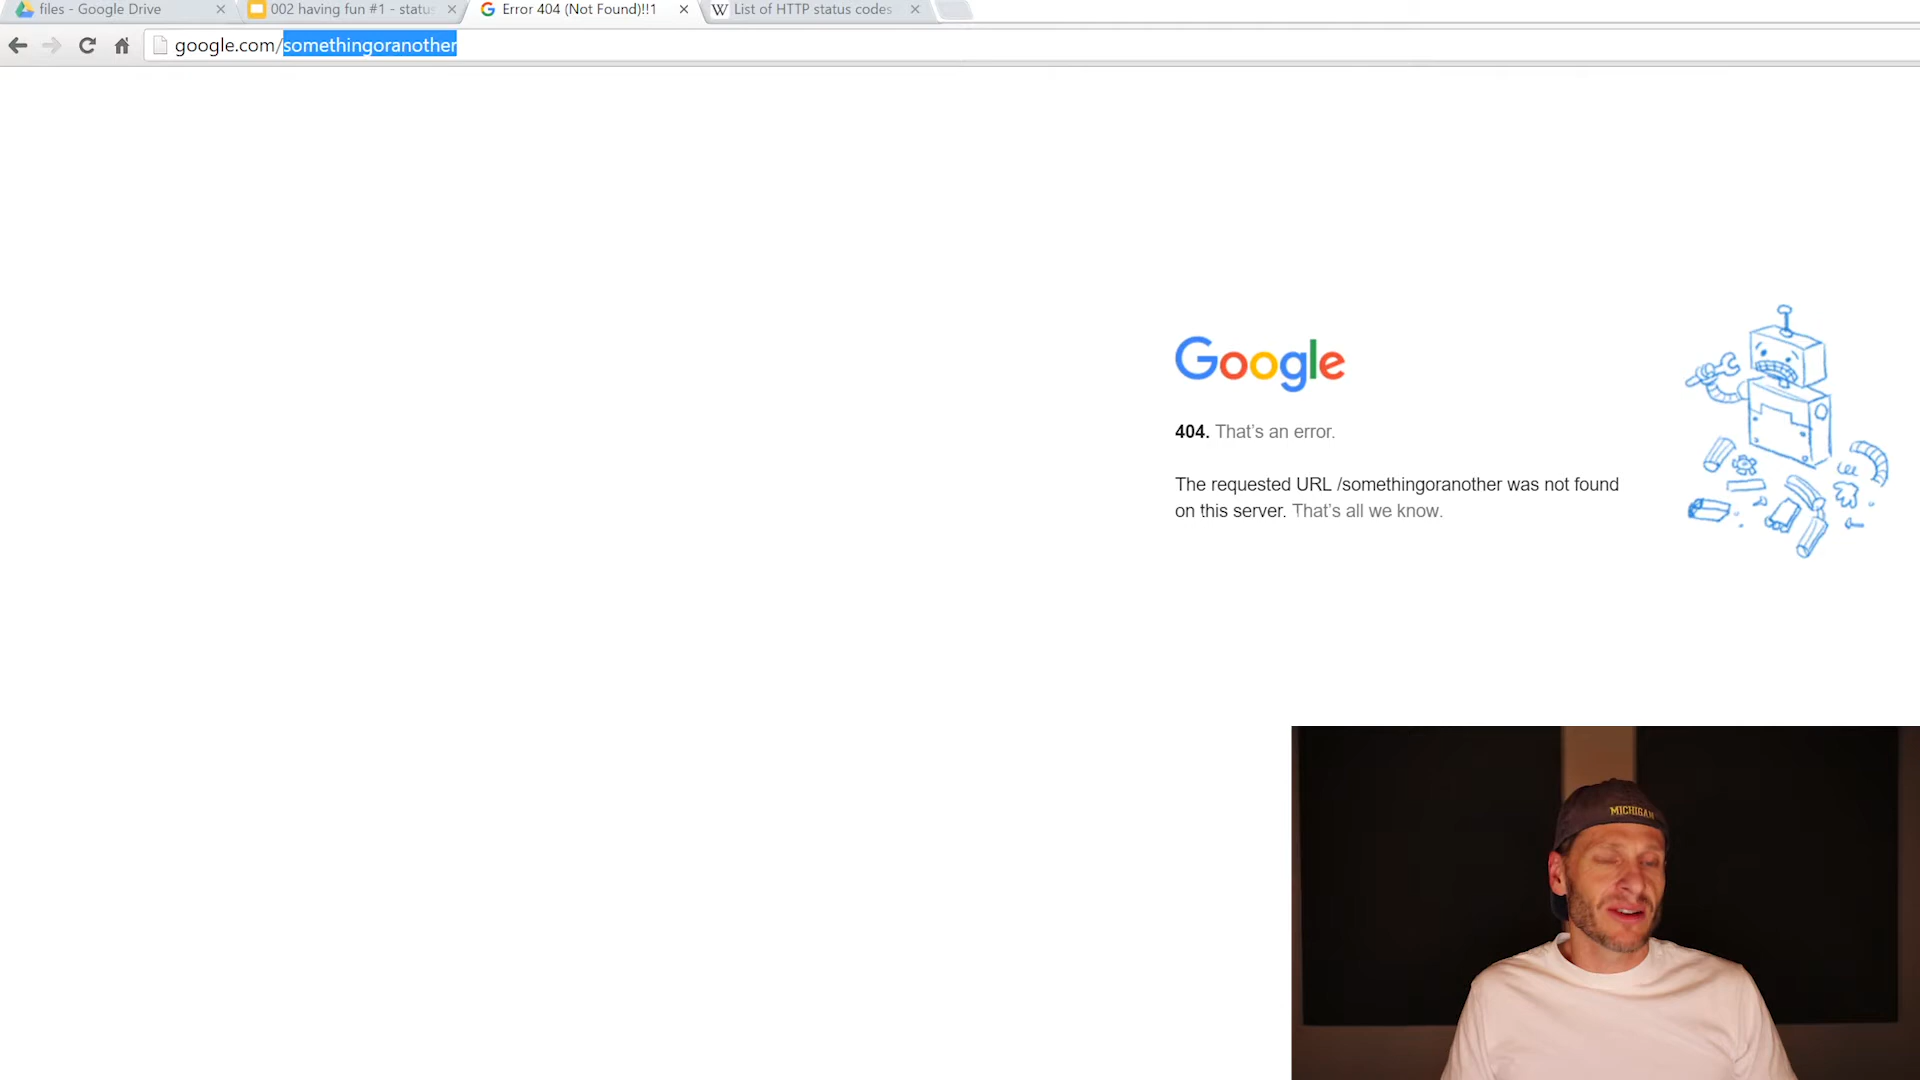 files - Google Drive
002 having fun #1 - status
Error 404 (Not Found)!!1
List of HTTP status codes
google.com/somethingoranother
Google
404. That's an error.
The requested URL /somethingoranother was not found
on this server. That's all we know.
MICHIGAN